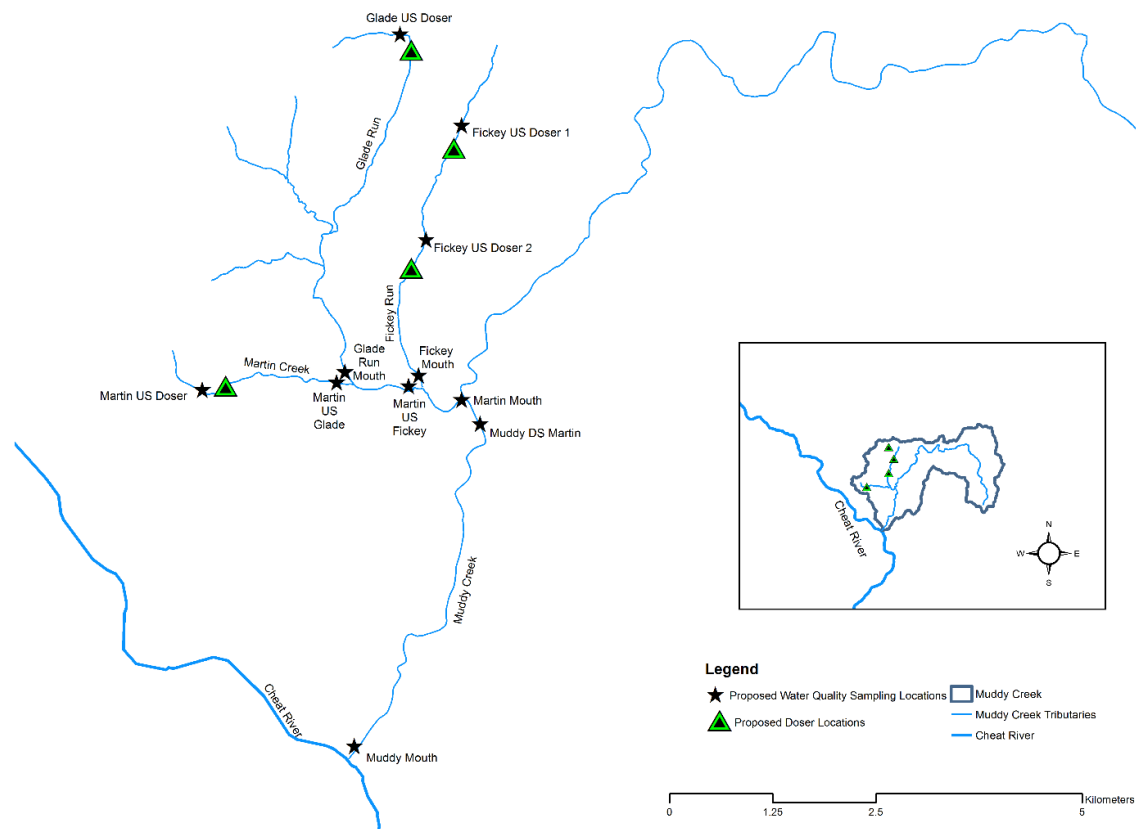 Glade US Doser
Glade Run
Fickey US Doser 1
Fickey US Doser 2
Fickey Run
Glade
Run
Mouth
Fickey
Mouth
Martin Creek
Martin US Doser
Martin
US
Glade
Martin
US
Fickey
Martin Mouth
Muddy DS Martin
Muddy Creek
Cheat River
Muddy Mouth
Cheat River
N
W
E
S
Legend
Proposed Water Quality Sampling Locations
Proposed Doser Locations
Muddy Creek
Muddy Creek Tributaries
Cheat River
Kilometers
0 1.25 2.5 5